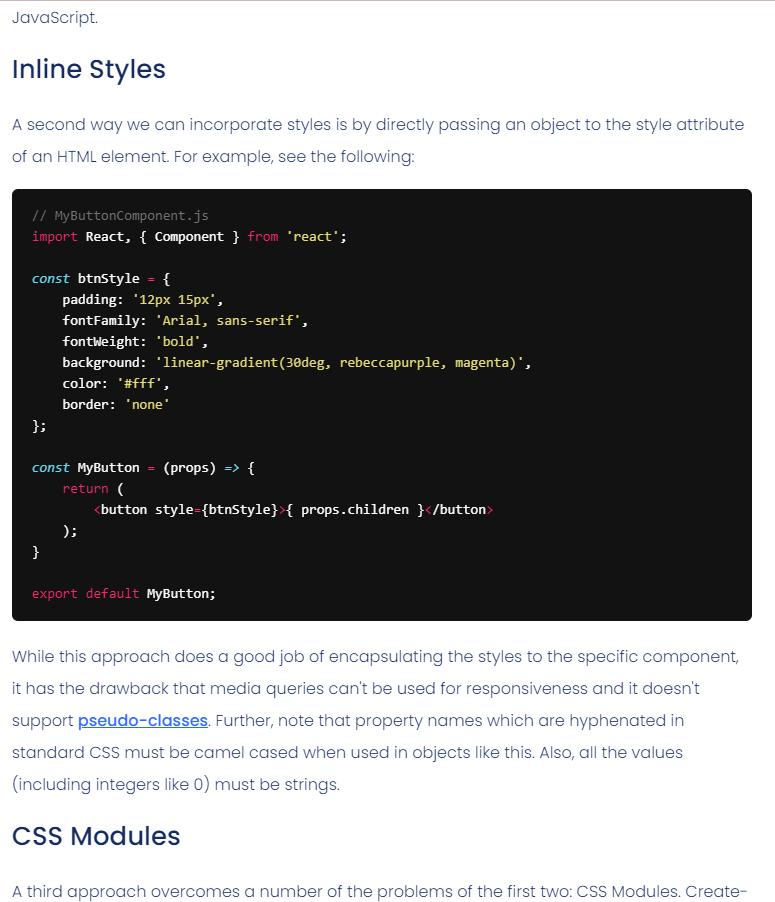 JavaScript.
Inline Styles
A second way we can incorporate styles is by directly passing an object to the style attribute
of an HTML element. For example, see the following:
// MyButtonComponent.js
import React, { Component } from 'react';
const btnStyle = {
    padding: '12px 15px',
    fontFamily: 'Arial, sans-serif',
    fontWeight: 'bold',
    background: 'linear-gradient(30deg, rebeccapurple, magenta)',
    color: '#fff',
    border: 'none'
};
const MyButton = (props) => {
    return (
        <button style={btnStyle}>{ props.children }</button>
    );
}
export default MyButton;
While this approach does a good job of encapsulating the styles to the specific component,
it has the drawback that media queries can't be used for responsiveness and it doesn't
support pseudo-classes. Further, note that property names which are hyphenated in
standard CSS must be camel cased when used in objects like this. Also, all the values
(including integers like 0) must be strings.
CSS Modules
A third approach overcomes a number of the problems of the first two: CSS Modules. Create-